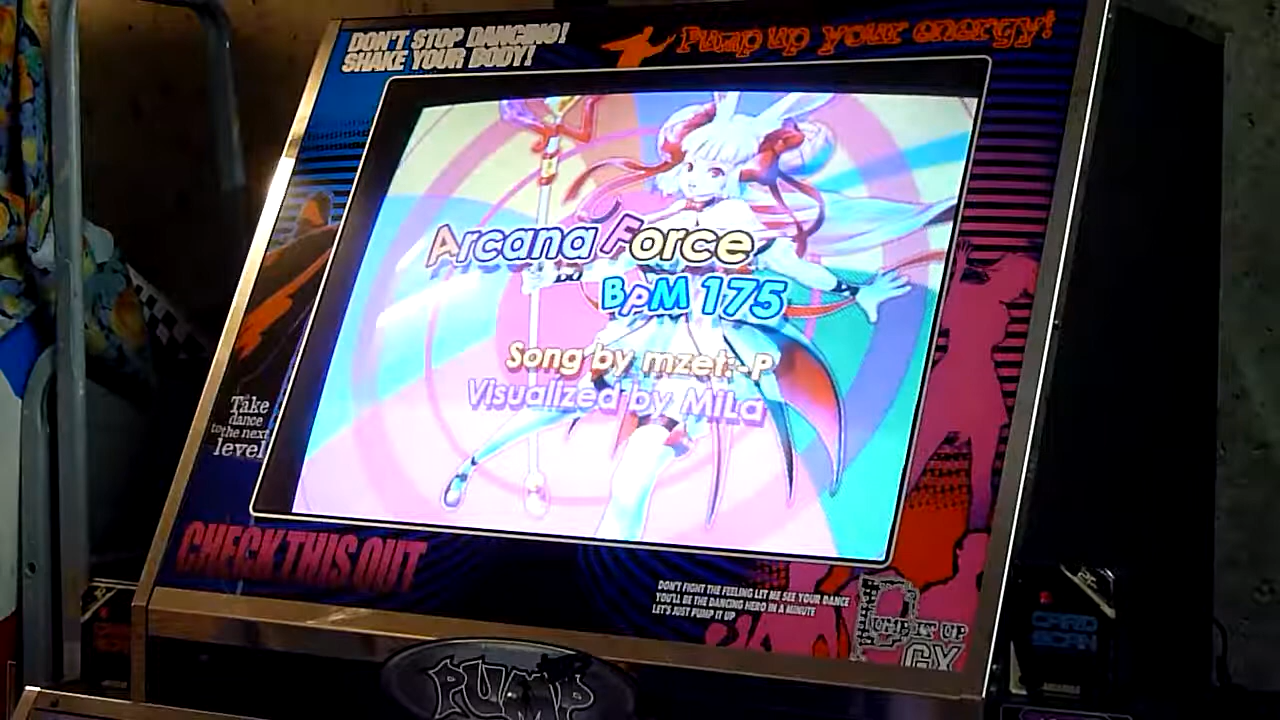 DON'T STOP DANCING!
SHAKE YOUR BODY!
Pump up your energy!
Arcana Force
BpM 175
Song by mzet:-P
Visualized by MiLa
Take
dance
to the next
level
CHECK THIS OUT
DON'T FIGHT THE FEELING LET ME SEE YOUR DANCE
YOU'LL BE THE DANCING HERO IN A MINUTE
LET'S JUST PUMP IT UP
PUMP IT UP
GX
CARD
SCAN
PUMP